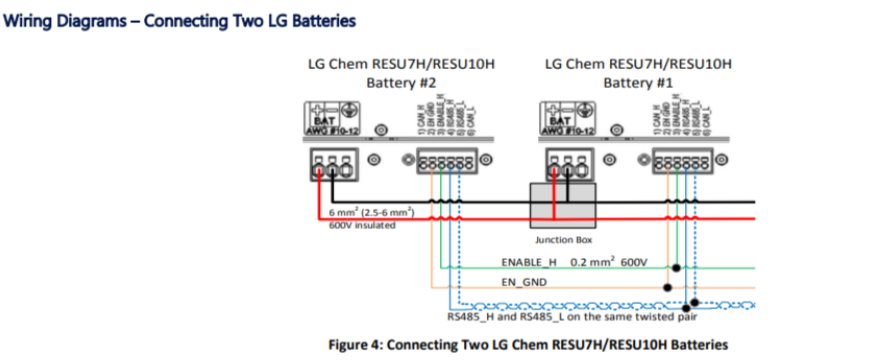 Wiring Diagrams – Connecting Two LG Batteries
LG Chem RESU7H/RESU10H
Battery #2
LG Chem RESU7H/RESU10H
Battery #1
+ -
BAT
AWG #10-12
1) CAN_H
2) EN GND
3) ENABLE_H
4) RS485_H
5) RS485_L
6) CAN_L
+ -
BAT
AWG #10-12
1) CAN_H
2) EN GND
3) ENABLE_H
4) RS485_H
5) RS485_L
6) CAN_L
6 mm² (2.5-6 mm²)
600V insulated
Junction Box
ENABLE_H 0.2 mm² 600V
EN_GND
RS485_H and RS485_L on the same twisted pair
Figure 4: Connecting Two LG Chem RESU7H/RESU10H Batteries